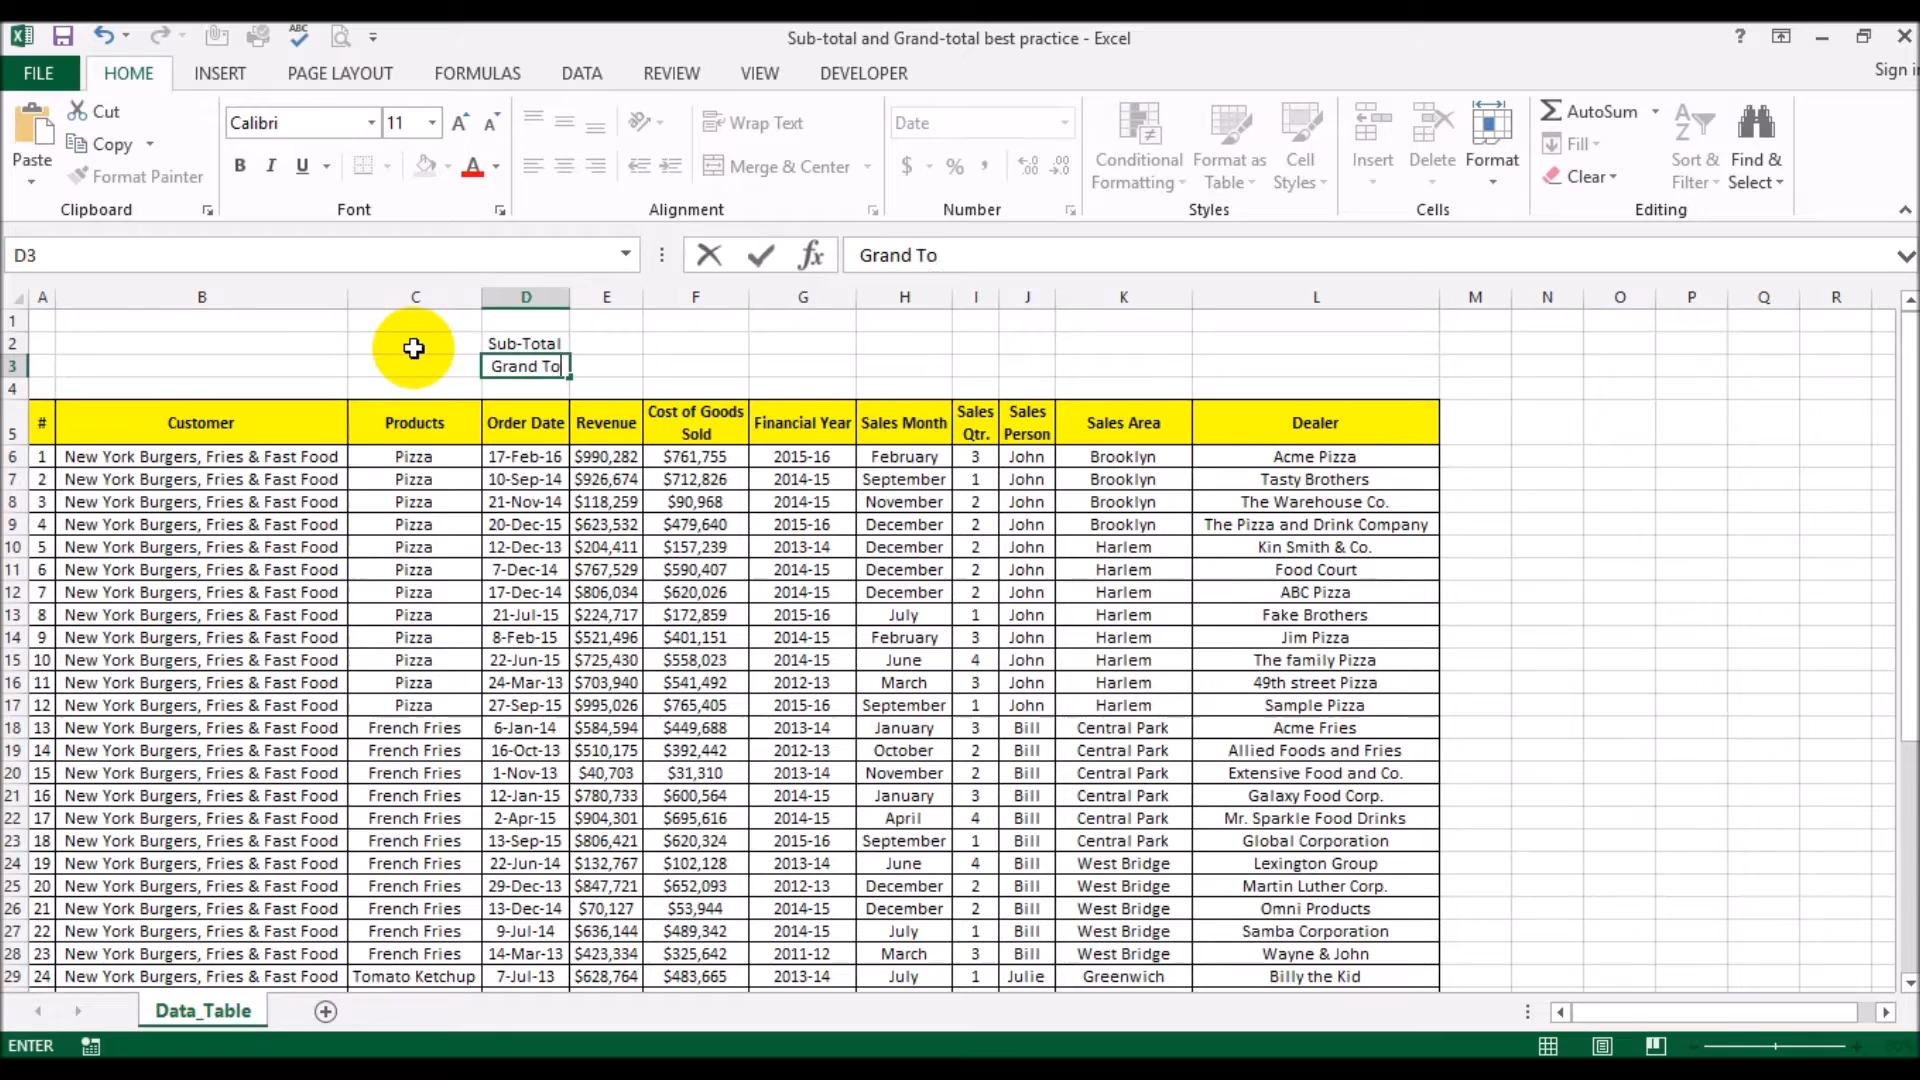 ABC
Sub-total and Grand-total best practice - Excel
?
FILE HOME INSERT PAGE LAYOUT FORMULAS DATA REVIEW VIEW DEVELOPER Sign in
Paste
Cut
Copy
Format Painter
Clipboard
Calibri 11 A A
B I U A
Font
Wrap Text
Merge & Center
Alignment
Date
$ % , .00 .00
Number
Conditional Formatting
Format as Table
Cell Styles
Styles
Insert Delete Format
Cells
AutoSum
Fill
Clear
Sort & Filter
Find & Select
Editing
D3 fx Grand To
A B C D E F G H I J K L M N O P Q R
1
2 Sub-Total
3 Grand To
4
5 # Customer Products Order Date Revenue Cost of Goods Sold Financial Year Sales Month Sales Qtr. Sales Person Sales Area Dealer
6 1 New York Burgers, Fries & Fast Food Pizza 17-Feb-16 $990,282 $761,755 2015-16 February 3 John Brooklyn Acme Pizza
7 2 New York Burgers, Fries & Fast Food Pizza 10-Sep-14 $926,674 $712,826 2014-15 September 1 John Brooklyn Tasty Brothers
8 3 New York Burgers, Fries & Fast Food Pizza 21-Nov-14 $118,259 $90,968 2014-15 November 2 John Brooklyn The Warehouse Co.
9 4 New York Burgers, Fries & Fast Food Pizza 20-Dec-15 $623,532 $479,640 2015-16 December 2 John Brooklyn The Pizza and Drink Company
10 5 New York Burgers, Fries & Fast Food Pizza 12-Dec-13 $204,411 $157,239 2013-14 December 2 John Harlem Kin Smith & Co.
11 6 New York Burgers, Fries & Fast Food Pizza 7-Dec-14 $767,529 $590,407 2014-15 December 2 John Harlem Food Court
12 7 New York Burgers, Fries & Fast Food Pizza 17-Dec-14 $806,034 $620,026 2014-15 December 2 John Harlem ABC Pizza
13 8 New York Burgers, Fries & Fast Food Pizza 21-Jul-15 $224,717 $172,859 2015-16 July 1 John Harlem Fake Brothers
14 9 New York Burgers, Fries & Fast Food Pizza 8-Feb-15 $521,496 $401,151 2014-15 February 3 John Harlem Jim Pizza
15 10 New York Burgers, Fries & Fast Food Pizza 22-Jun-15 $725,430 $558,023 2014-15 June 4 John Harlem The family Pizza
16 11 New York Burgers, Fries & Fast Food Pizza 24-Mar-13 $703,940 $541,492 2012-13 March 3 John Harlem 49th street Pizza
17 12 New York Burgers, Fries & Fast Food Pizza 27-Sep-15 $995,026 $765,405 2015-16 September 1 John Harlem Sample Pizza
18 13 New York Burgers, Fries & Fast Food French Fries 6-Jan-14 $584,594 $449,688 2013-14 January 3 Bill Central Park Acme Fries
19 14 New York Burgers, Fries & Fast Food French Fries 16-Oct-13 $510,175 $392,442 2012-13 October 2 Bill Central Park Allied Foods and Fries
20 15 New York Burgers, Fries & Fast Food French Fries 1-Nov-13 $40,703 $31,310 2013-14 November 2 Bill Central Park Extensive Food and Co.
21 16 New York Burgers, Fries & Fast Food French Fries 12-Jan-15 $780,733 $600,564 2014-15 January 3 Bill Central Park Galaxy Food Corp.
22 17 New York Burgers, Fries & Fast Food French Fries 2-Apr-15 $904,301 $695,616 2014-15 April 4 Bill Central Park Mr. Sparkle Food Drinks
23 18 New York Burgers, Fries & Fast Food French Fries 13-Sep-15 $806,421 $620,324 2015-16 September 1 Bill Central Park Global Corporation
24 19 New York Burgers, Fries & Fast Food French Fries 22-Jun-14 $132,767 $102,128 2013-14 June 4 Bill West Bridge Lexington Group
25 20 New York Burgers, Fries & Fast Food French Fries 29-Dec-13 $847,721 $652,093 2012-13 December 2 Bill West Bridge Martin Luther Corp.
26 21 New York Burgers, Fries & Fast Food French Fries 13-Dec-14 $70,127 $53,944 2014-15 December 2 Bill West Bridge Omni Products
27 22 New York Burgers, Fries & Fast Food French Fries 9-Jul-14 $636,144 $489,342 2014-15 July 1 Bill West Bridge Samba Corporation
28 23 New York Burgers, Fries & Fast Food French Fries 14-Mar-13 $423,334 $325,642 2011-12 March 3 Bill West Bridge Wayne & John
29 24 New York Burgers, Fries & Fast Food Tomato Ketchup 7-Jul-13 $628,764 $483,665 2013-14 July 1 Julie Greenwich Billy the Kid
Data_Table
ENTER